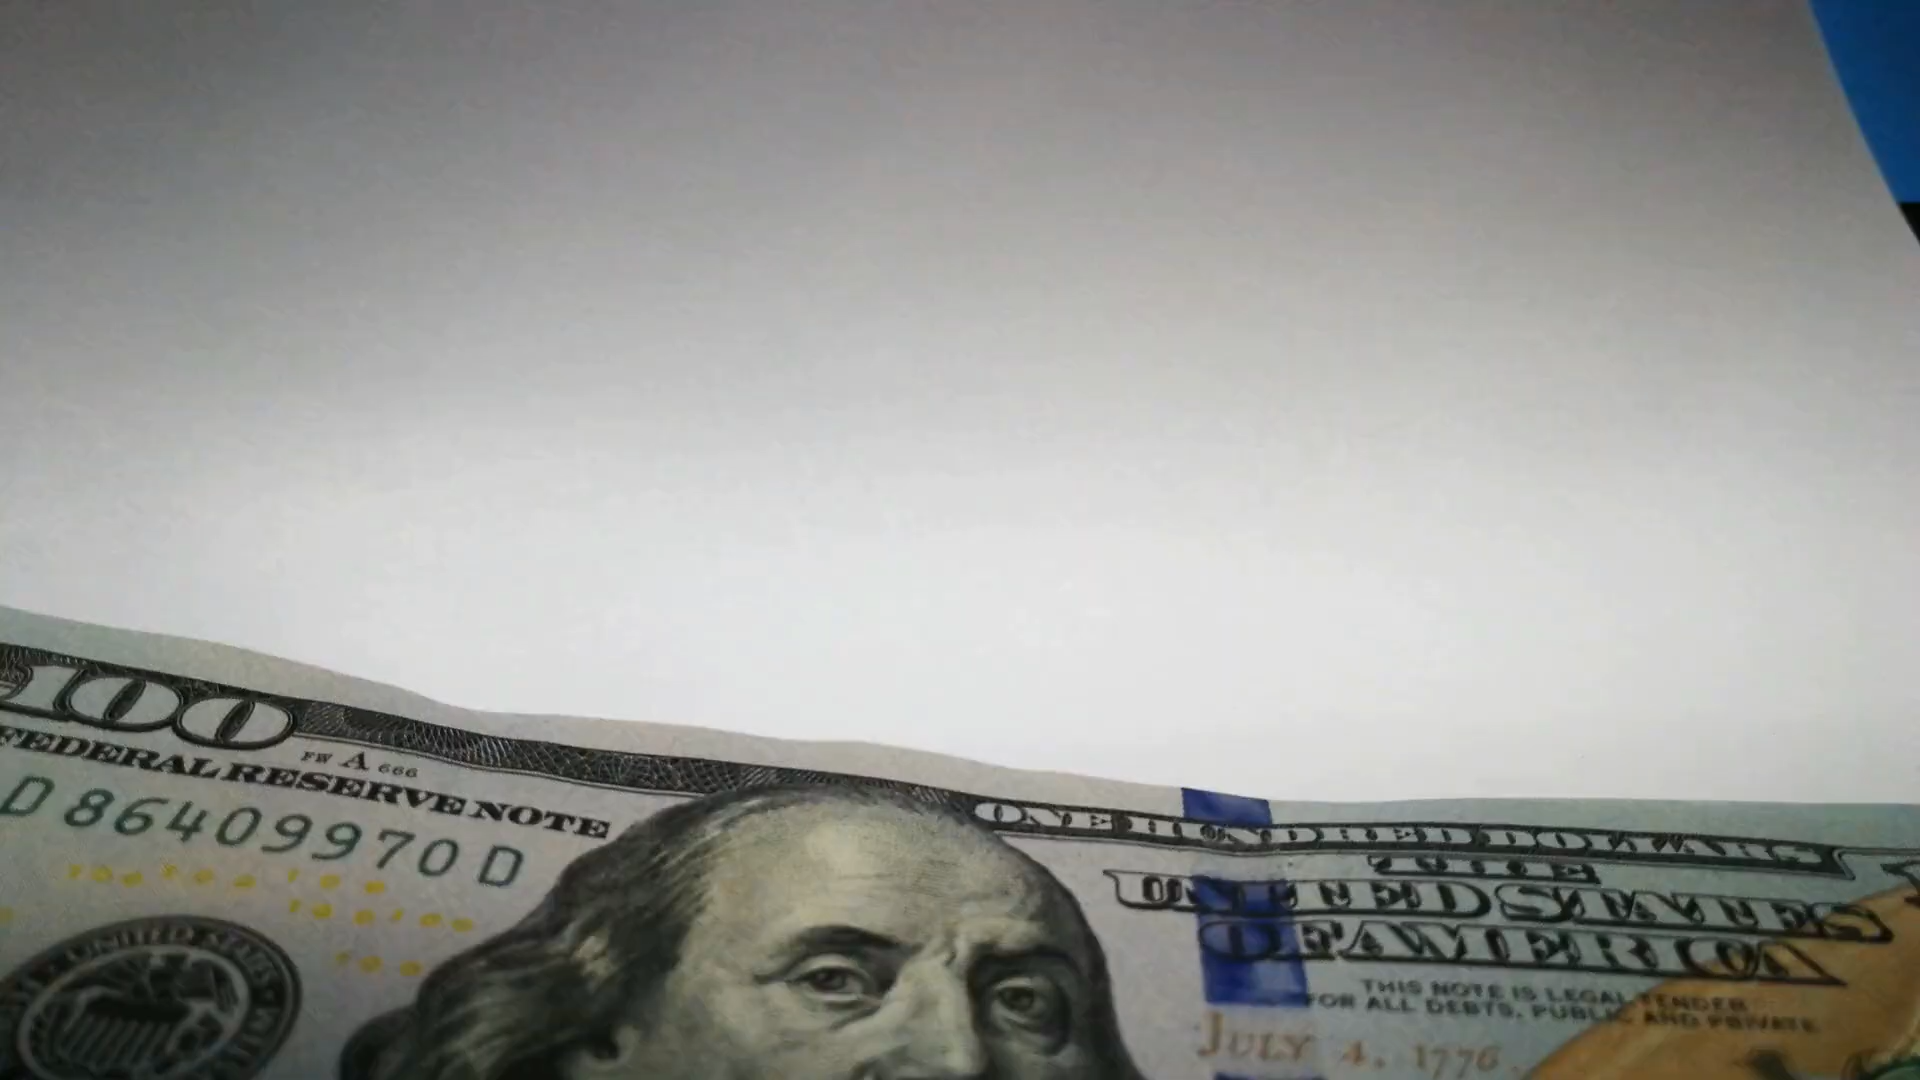 100
FW A 666
FEDERAL RESERVE NOTE
D 86409970 D
ONE HUNDRED DOLLARS
THE
UNITED STATES
OF AMERICA
THIS NOTE IS LEGAL TENDER
FOR ALL DEBTS, PUBLIC AND PRIVATE
JULY 4, 1776